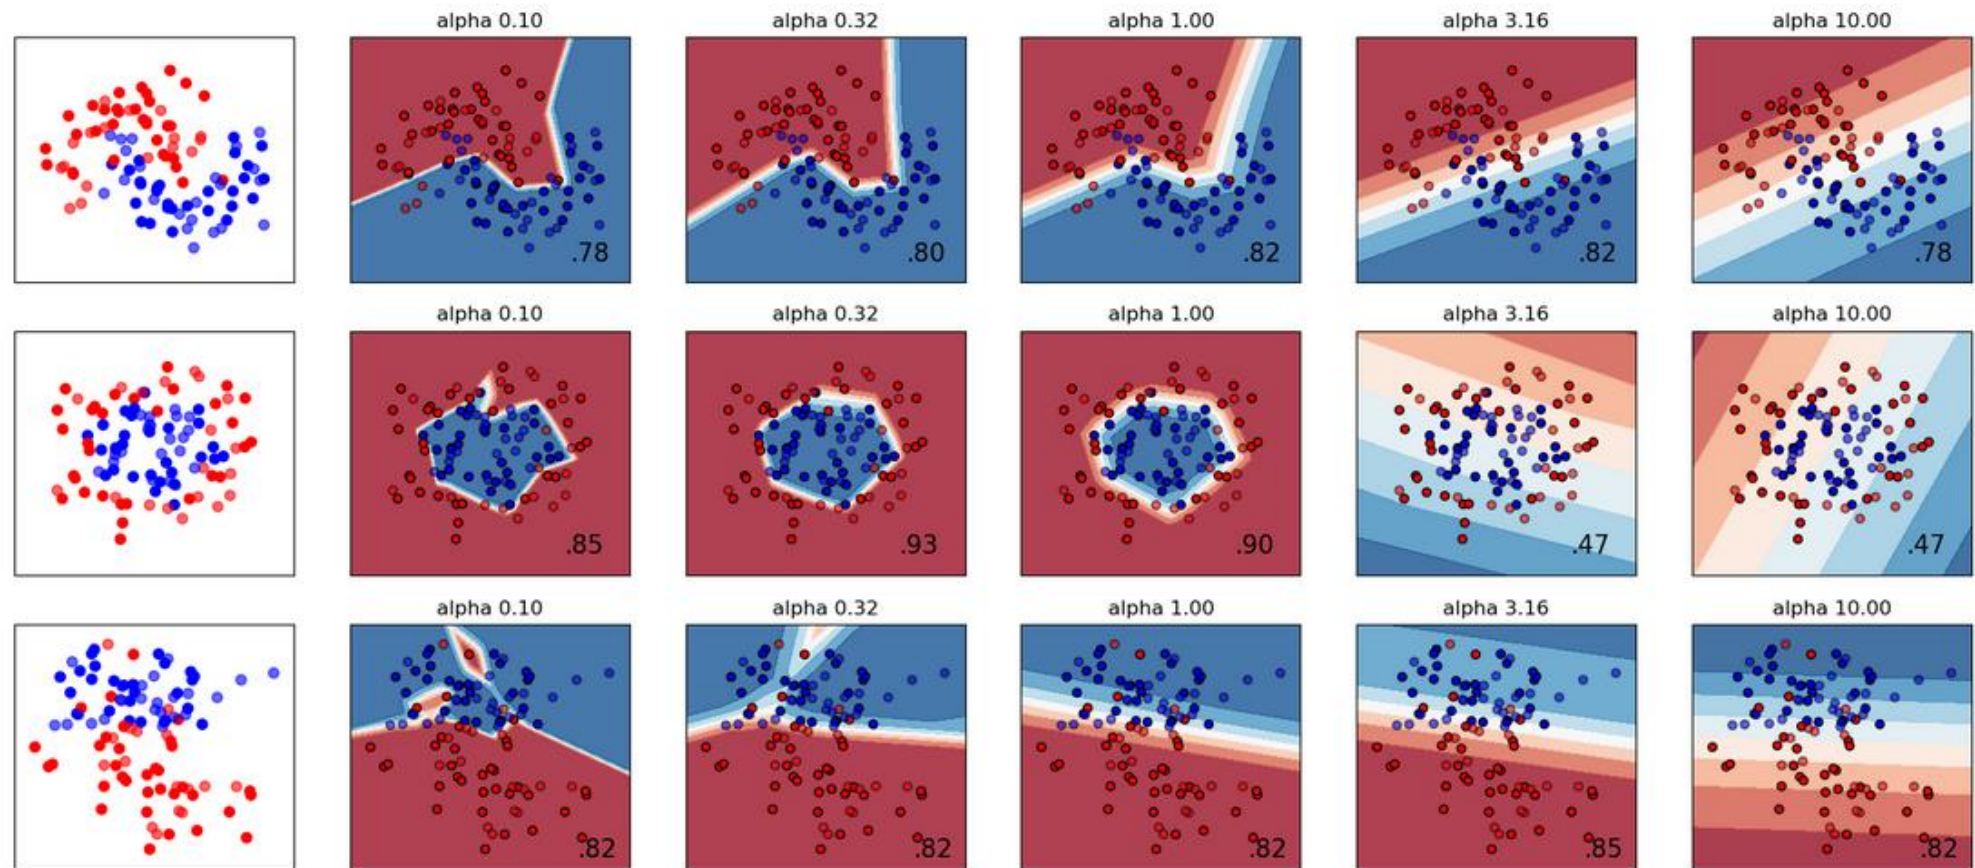 alpha 0.10
alpha 0.32
alpha 1.00
alpha 3.16
alpha 10.00
.78
.80
.82
.82
.78
alpha 0.10
alpha 0.32
alpha 1.00
alpha 3.16
alpha 10.00
.85
.93
.90
.47
.47
alpha 0.10
alpha 0.32
alpha 1.00
alpha 3.16
alpha 10.00
.82
.82
.82
.85
.82